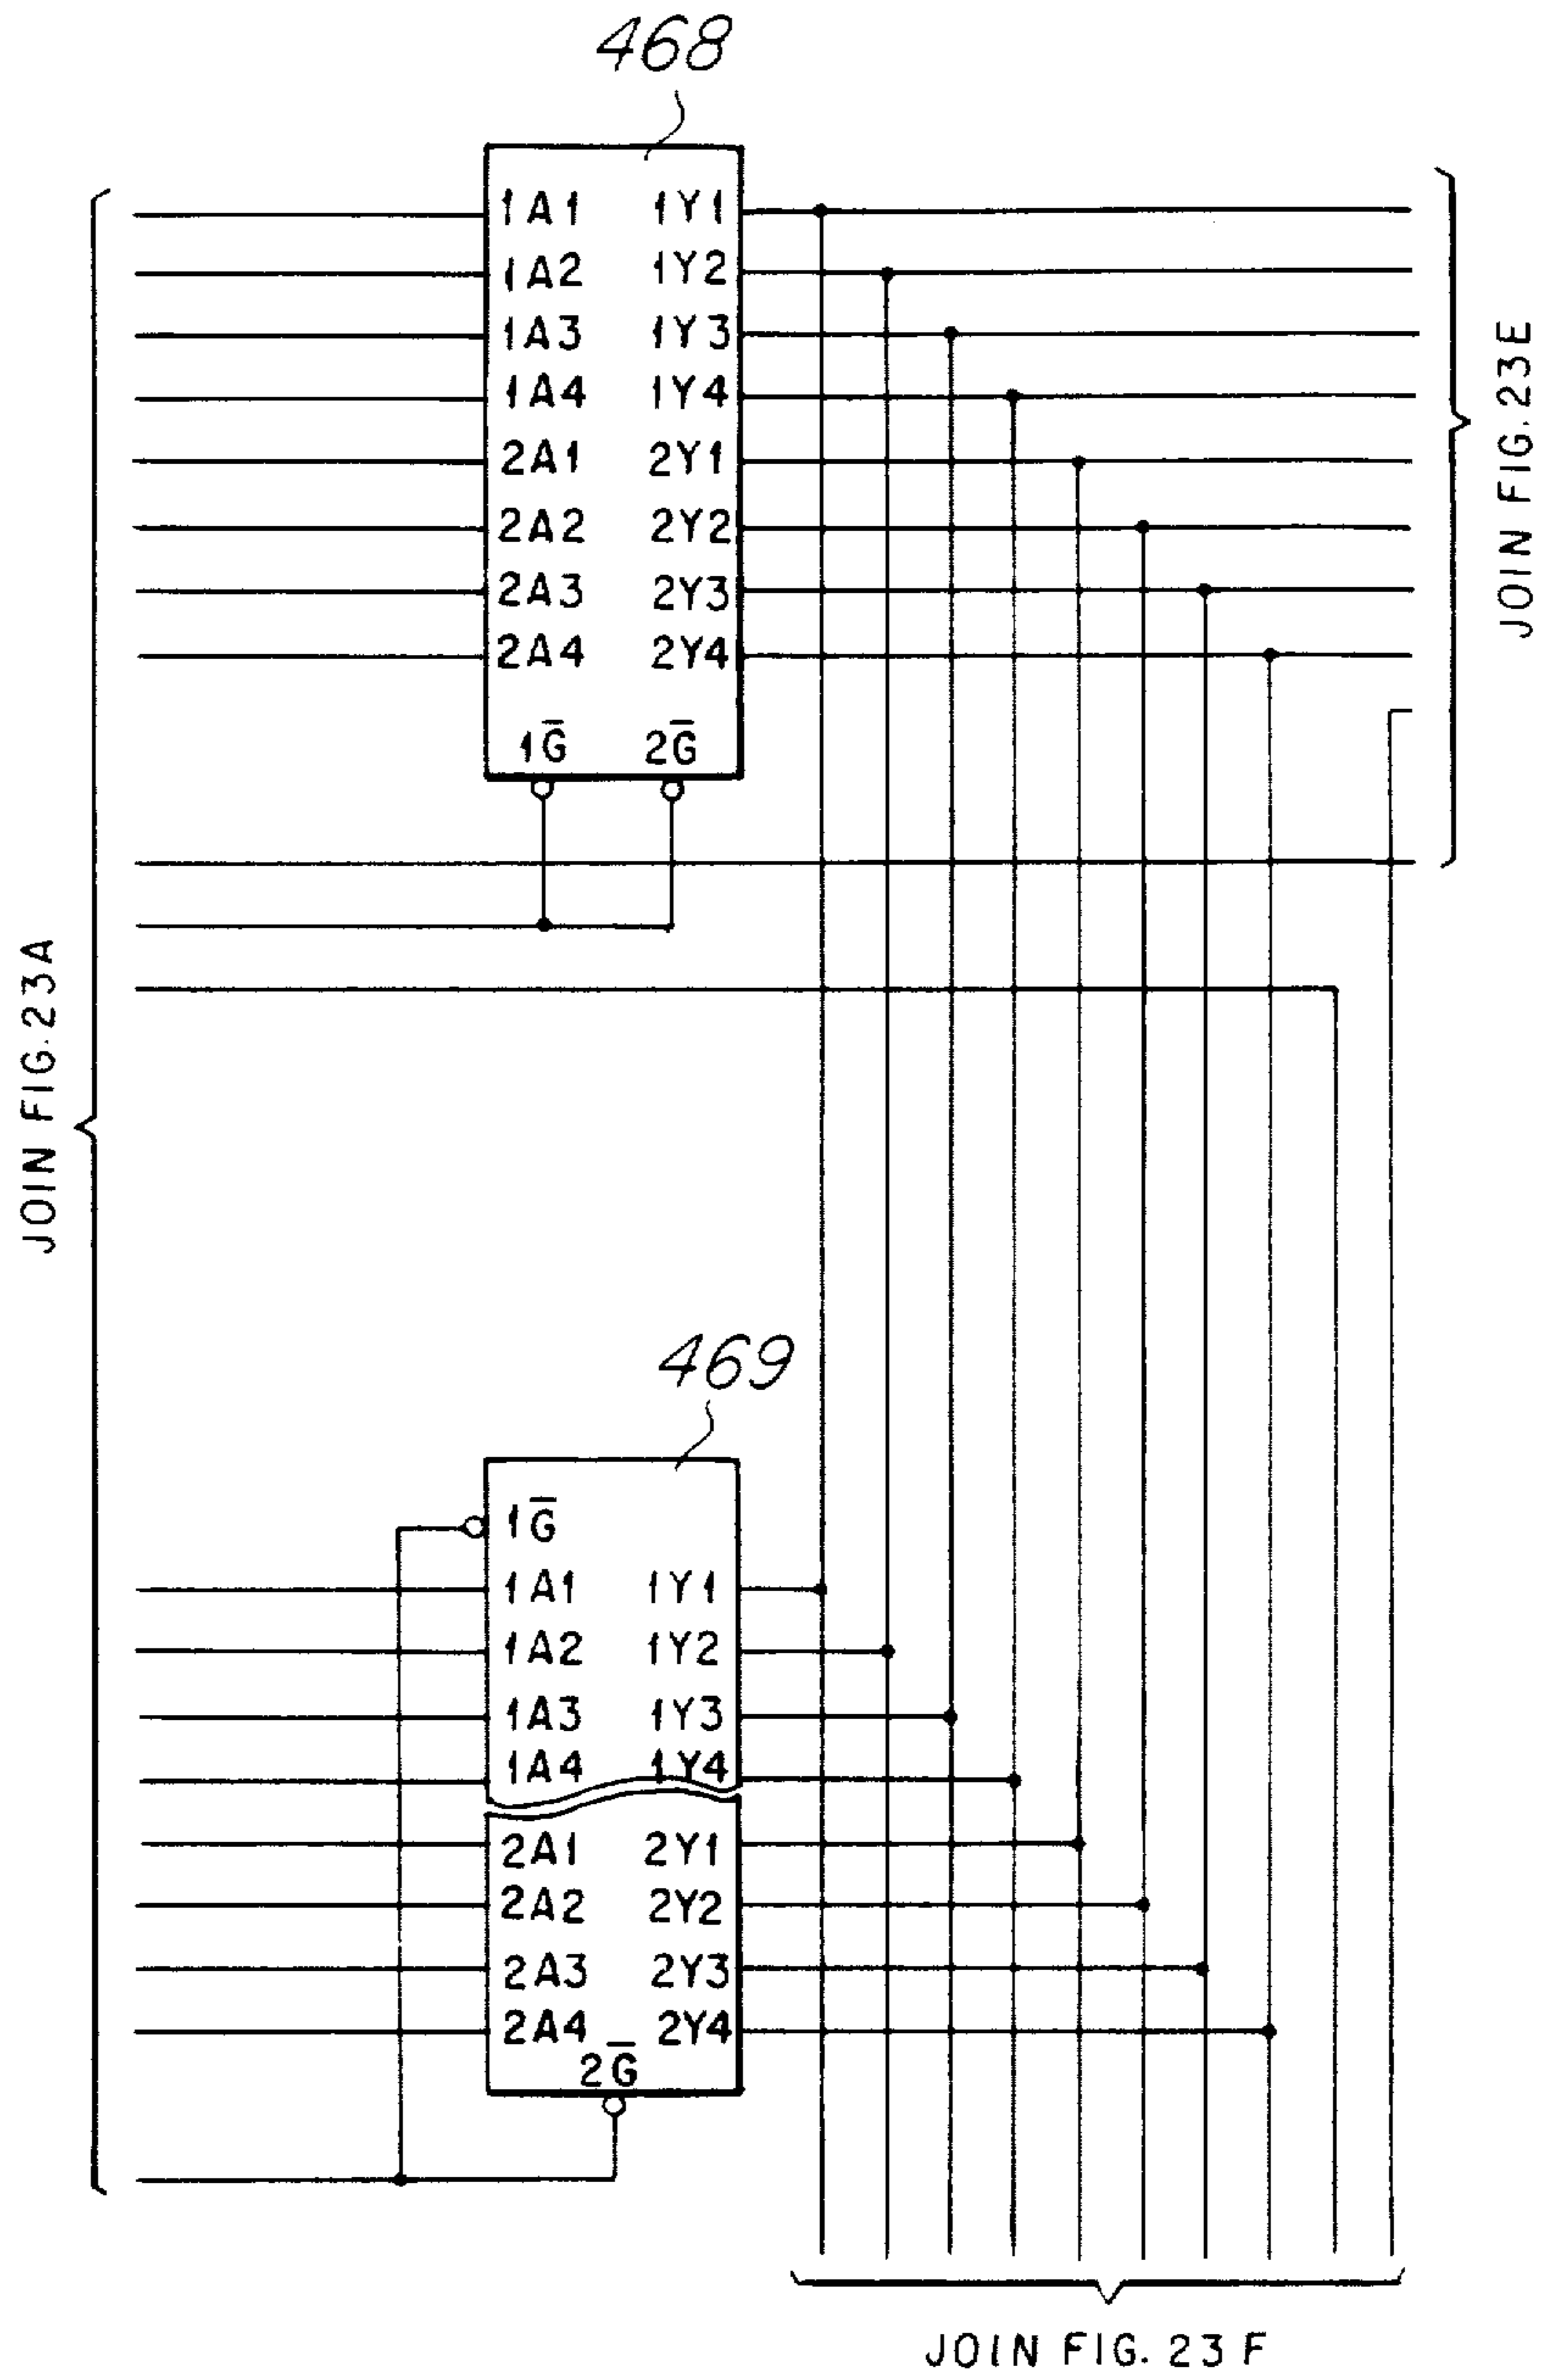 468
1A1 1Y1
1A2 1Y2
1A3 1Y3
1A4 1Y4
2A1 2Y1
2A2 2Y2
2A3 2Y3
2A4 2Y4
1G̅ 2G̅
JOIN FIG. 23E
JOIN FIG. 23A
469
1G̅
1A1 1Y1
1A2 1Y2
1A3 1Y3
1A4 1Y4
2A1 2Y1
2A2 2Y2
2A3 2Y3
2A4 2Y4
2G̅
JOIN FIG. 23 F